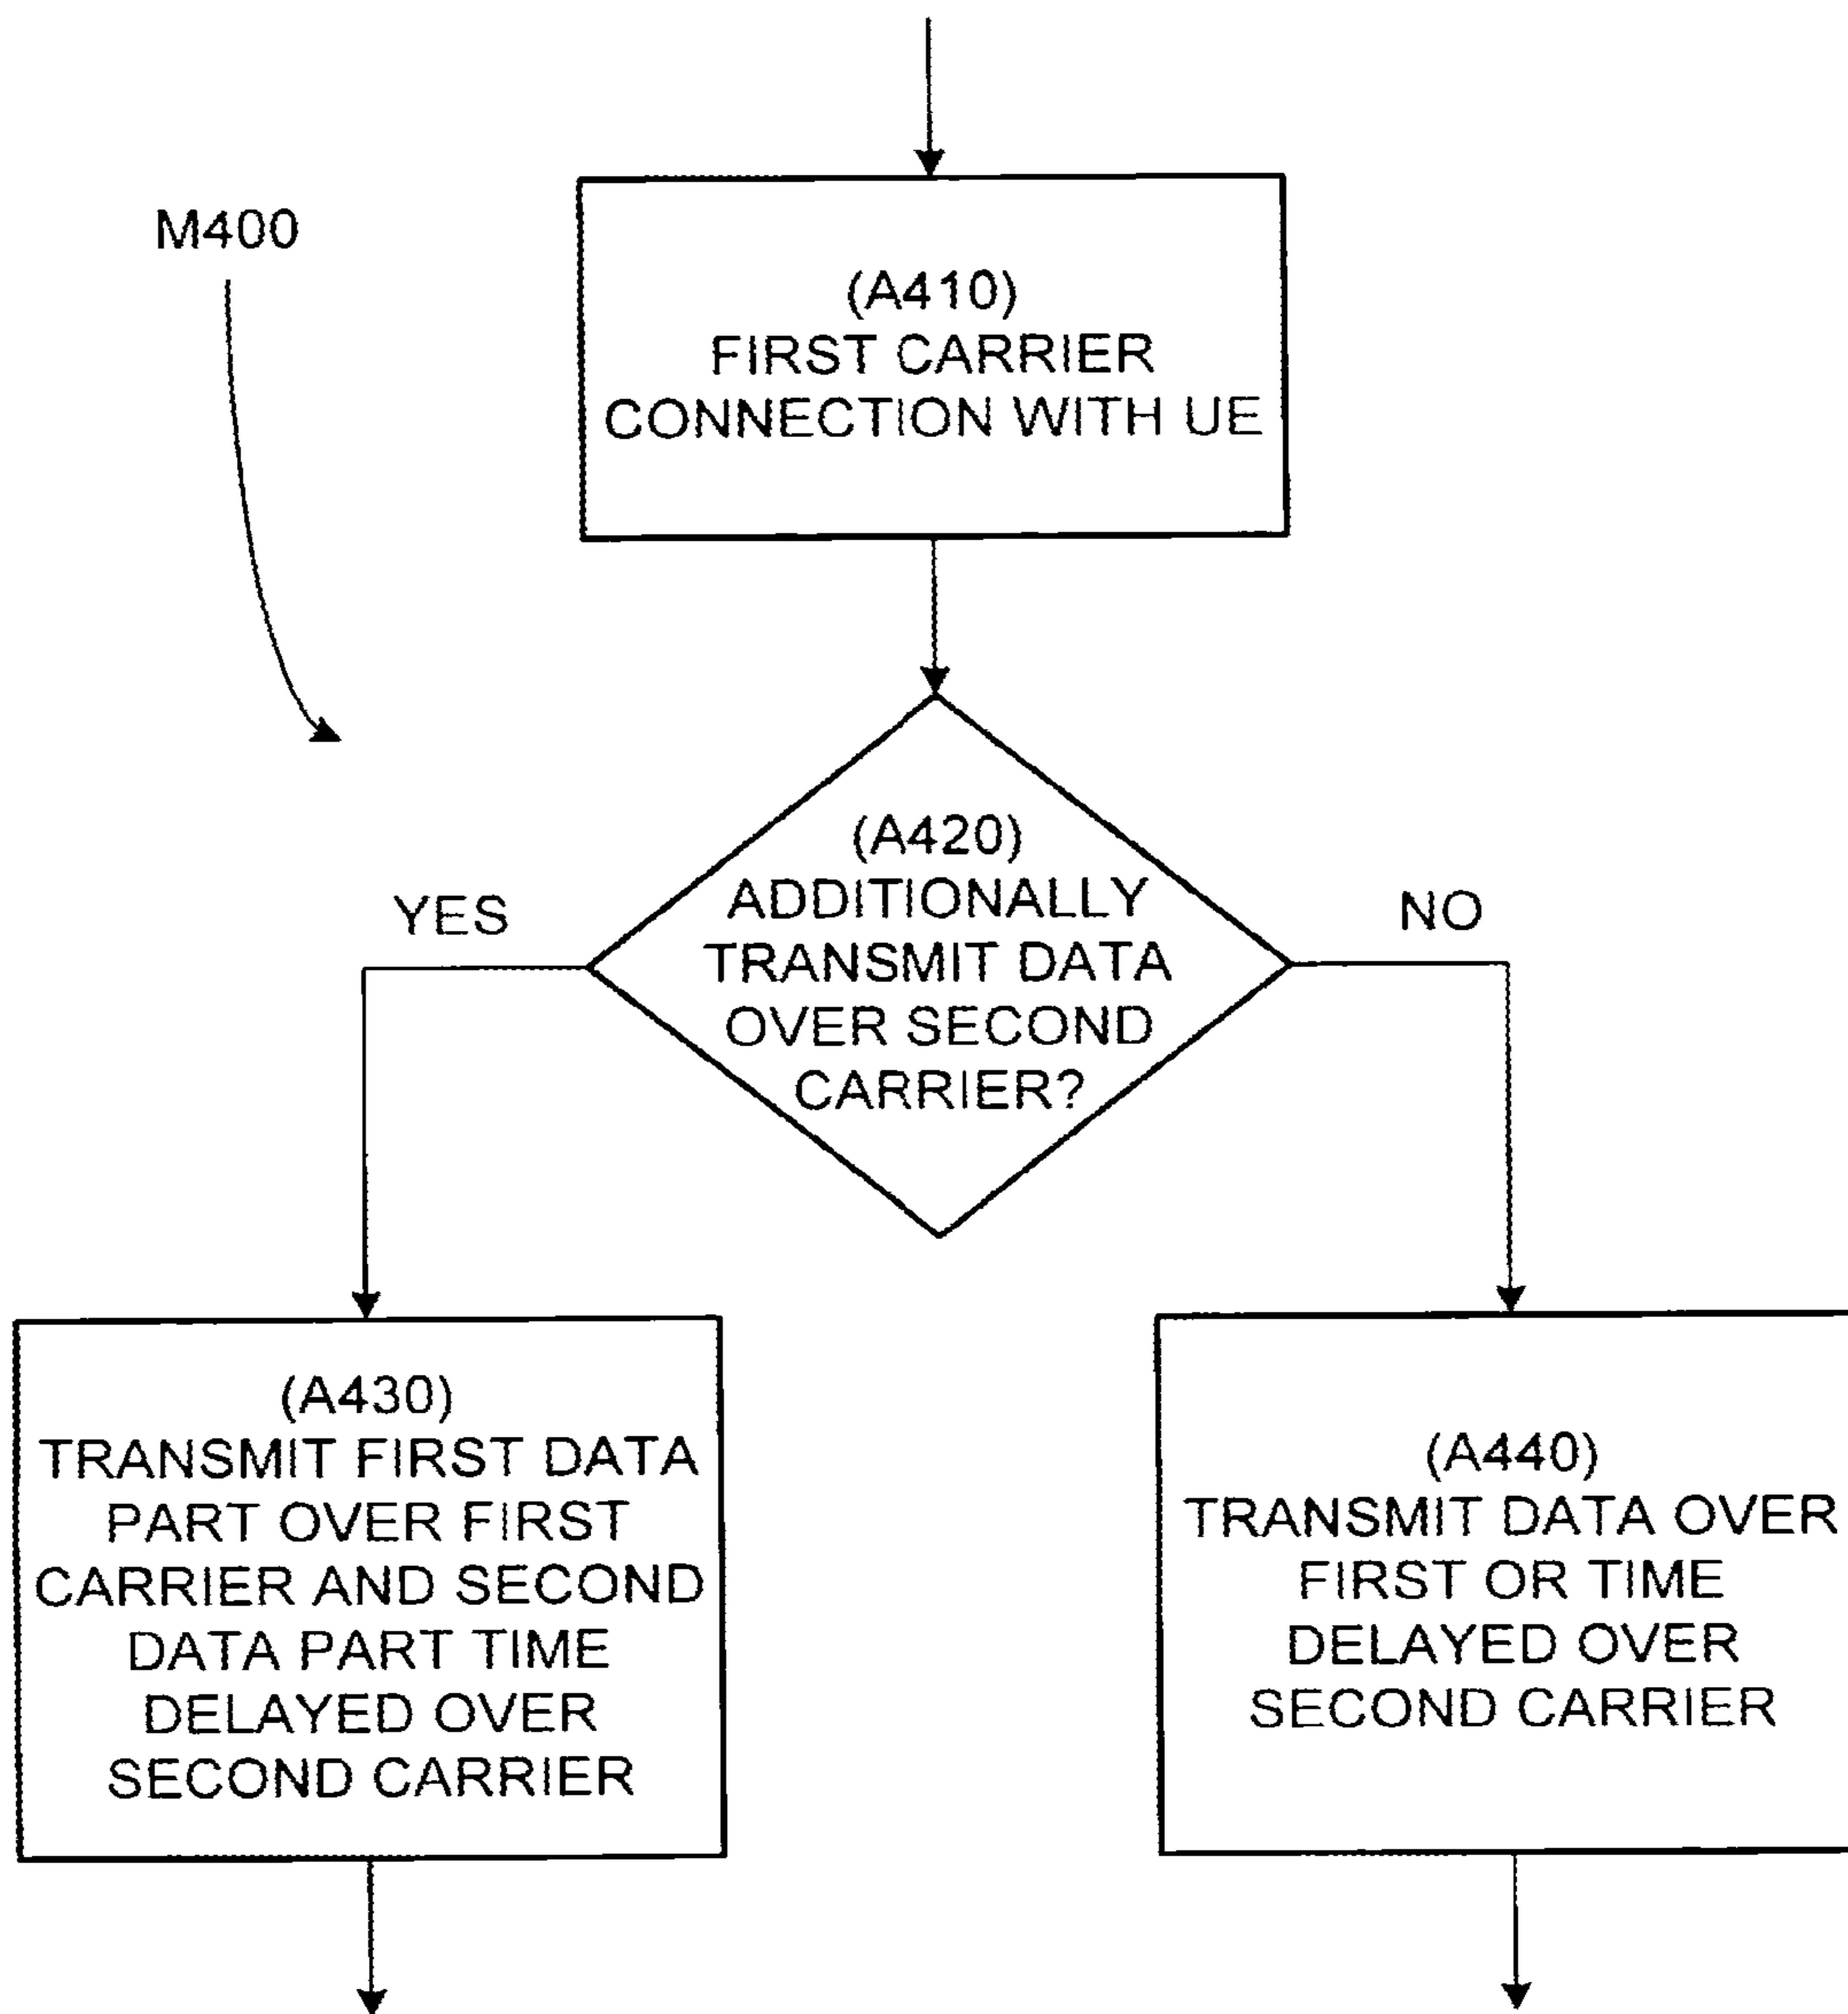 M400
(A410)
FIRST CARRIER
CONNECTION WITH UE
(A420)
ADDITIONALLY
TRANSMIT DATA
OVER SECOND
CARRIER?
YES
NO
(A430)
TRANSMIT FIRST DATA
PART OVER FIRST
CARRIER AND SECOND
DATA PART TIME
DELAYED OVER
SECOND CARRIER
(A440)
TRANSMIT DATA OVER
FIRST OR TIME
DELAYED OVER
SECOND CARRIER